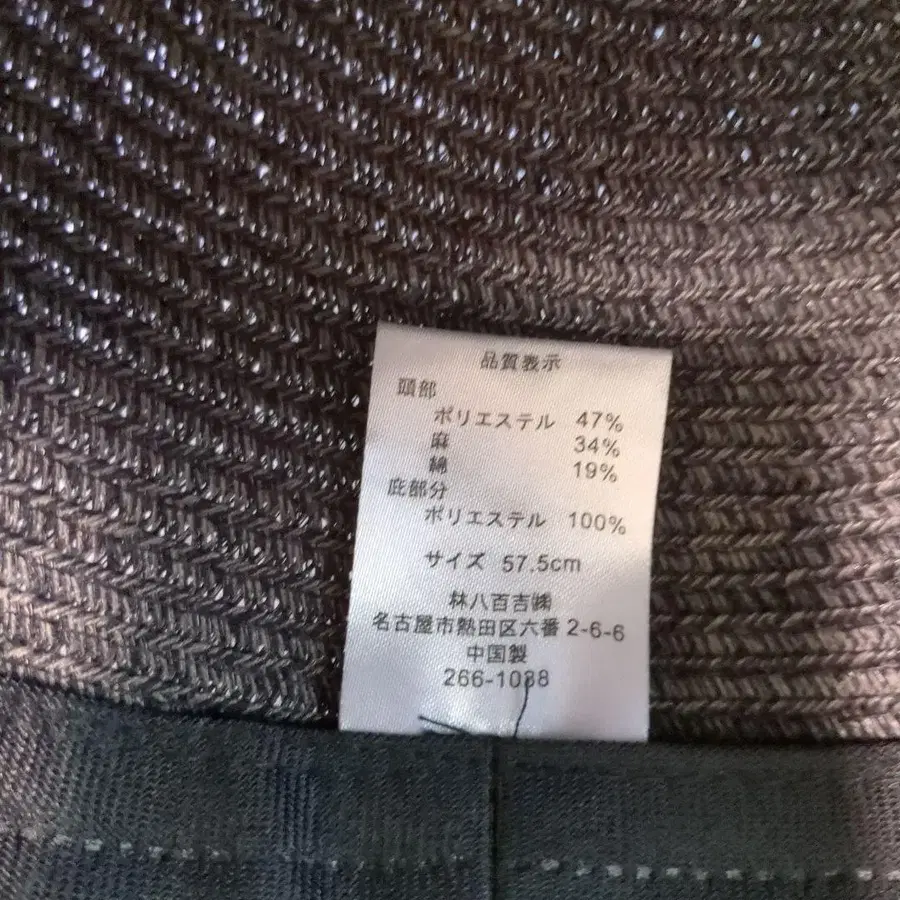 品質表示
頭部
ポリエステル 47%
麻 34%
綿 19%
庇部分
ポリエステル 100%
サイズ 57.5cm
林八百吉㈱
名古屋市熱田区六番 2-6-6
中国製
266-1088